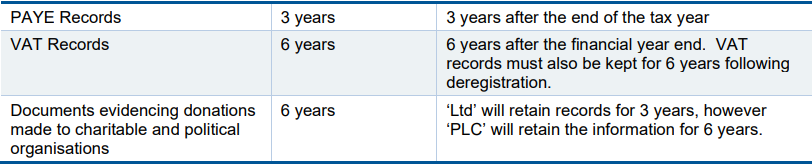 PAYE Records 3 years 3 years after the end of the tax year
VAT Records 6 years 6 years after the financial year end.  VAT
records must also be kept for 6 years following
deregistration.
Documents evidencing donations 6 years ‘Ltd’ will retain records for 3 years, however
made to charitable and political ‘PLC’ will retain the information for 6 years.
organisations